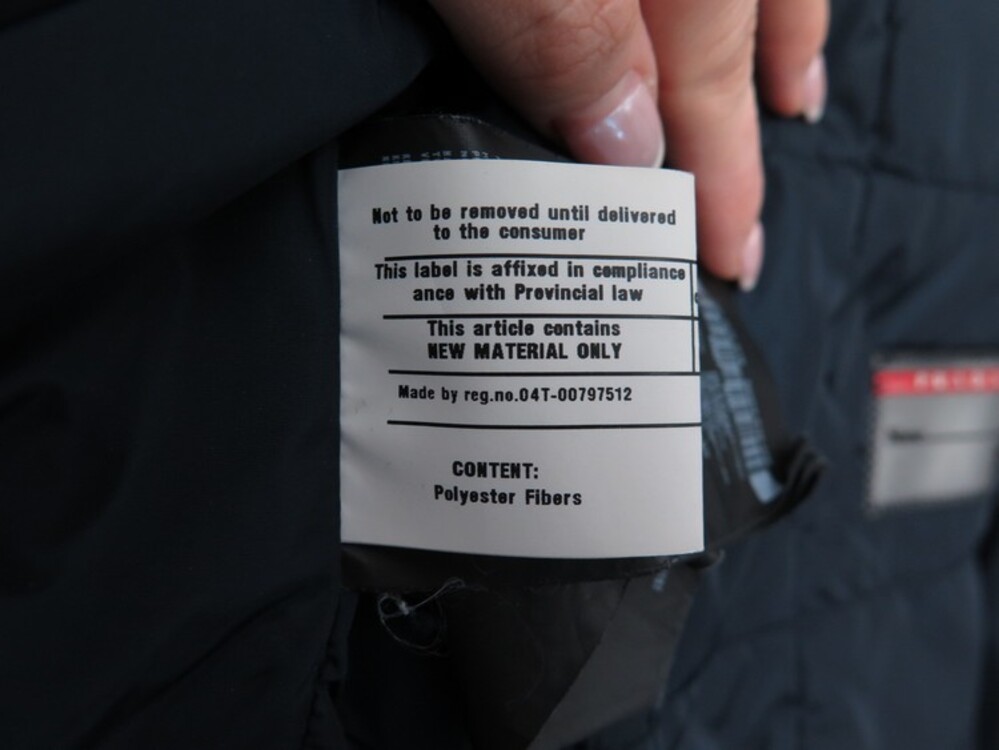 Not to be removed until delivered
to the consumer
This label is affixed in compliance
ance with Provincial law
This article contains
NEW MATERIAL ONLY
Made by reg.no.04T-00797512
CONTENT:
Polyester Fibers